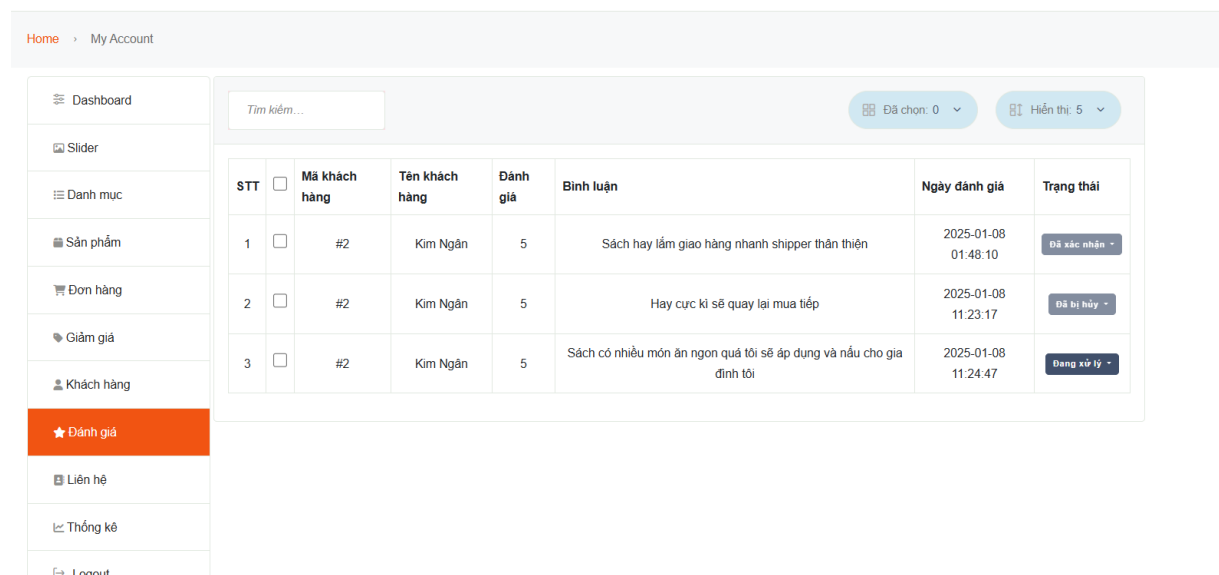 Home › My Account
Dashboard
Slider
Danh mục
Sản phẩm
Đơn hàng
Giảm giá
Khách hàng
Đánh giá
Liên hệ
Thống kê
Logout
Tìm kiếm...
Đã chọn: 0
Hiển thị: 5
STT Mã khách hàng Tên khách hàng Đánh giá Bình luận Ngày đánh giá Trạng thái
1 #2 Kim Ngân 5 Sách hay lắm giao hàng nhanh shipper thân thiện 2025-01-08 01:48:10 Đã xác nhận
2 #2 Kim Ngân 5 Hay cực kì sẽ quay lại mua tiếp 2025-01-08 11:23:17 Đã bị hủy
3 #2 Kim Ngân 5 Sách có nhiều món ăn ngon quá tôi sẽ áp dụng và nấu cho gia đình tôi 2025-01-08 11:24:47 Đang xử lý